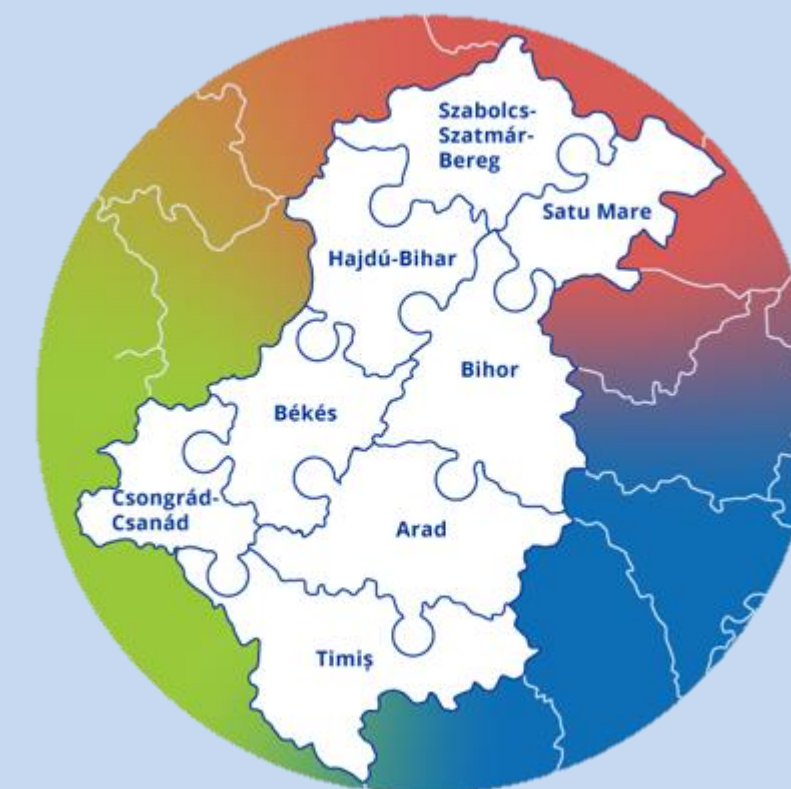 Szabolcs-
Szatmár-
Bereg
Satu Mare
Hajdú-Bihar
Bihor
Békés
Csongrád-
Csanád
Arad
Timiș